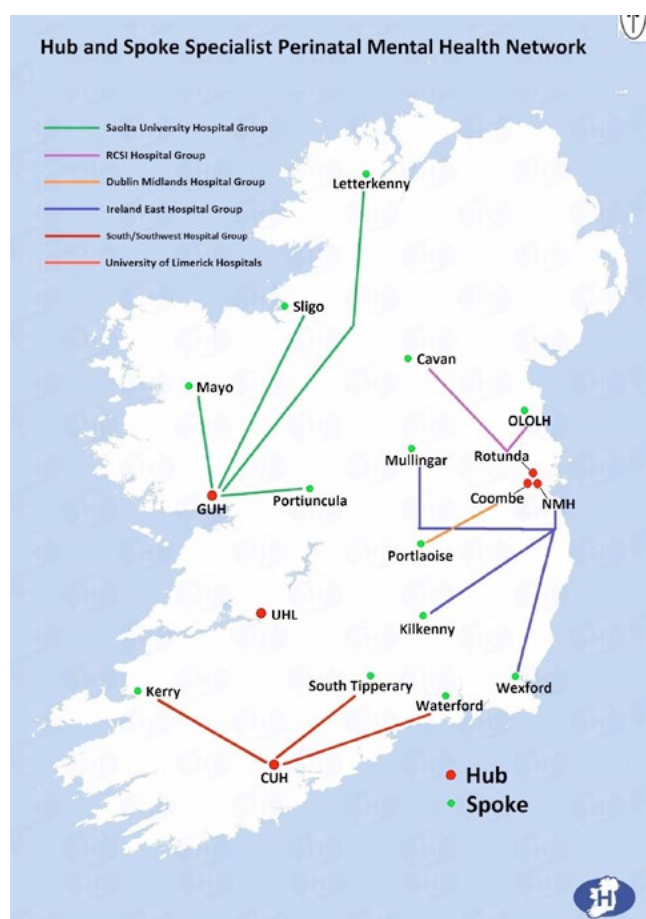 Hub and Spoke Specialist Perinatal Mental Health Network
Saolta University Hospital Group
RCSI Hospital Group
Dublin Midlands Hospital Group
Ireland East Hospital Group
South/Southwest Hospital Group
University of Limerick Hospitals
Letterkenny
Sligo
Cavan
Mayo
OLOLH
Mullingar
Rotunda
Portiuncula
Coombe
NMH
GUH
Portlaoise
UHL
Kilkenny
Kerry
South Tipperary
Wexford
Waterford
CUH
Hub
Spoke
H